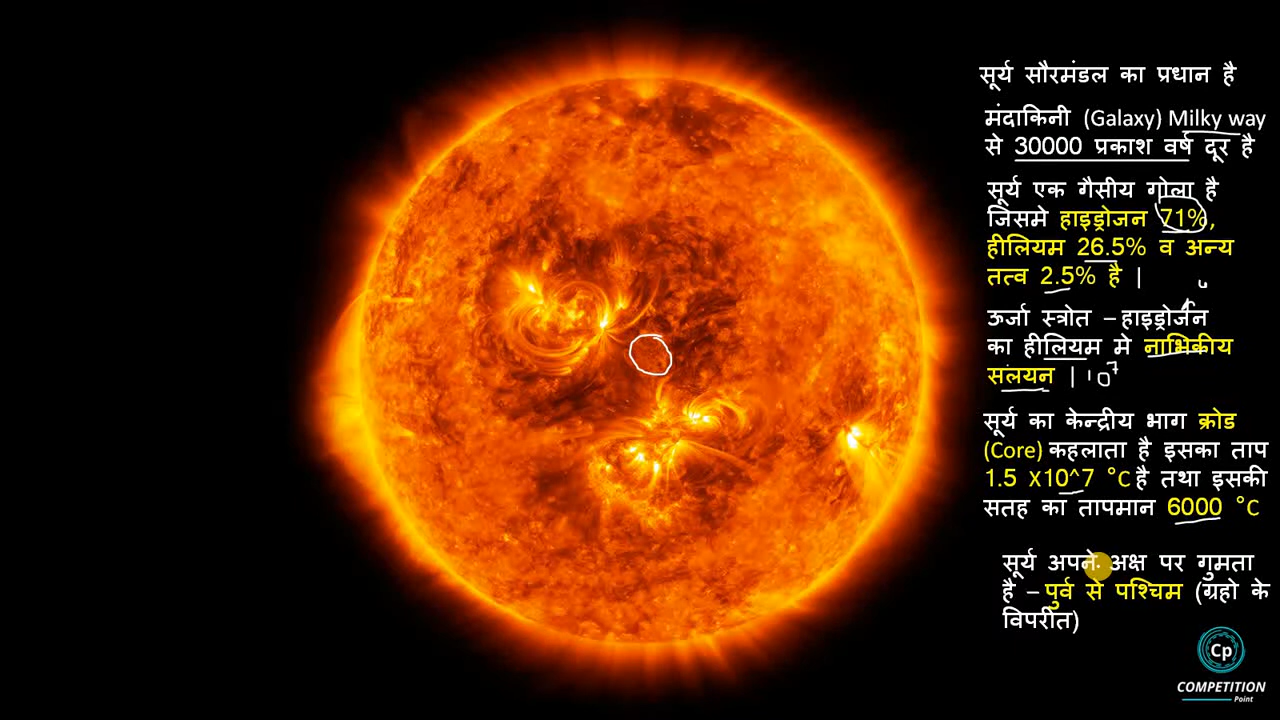 सूर्य सौरमंडल का प्रधान है
मंदाकिनी (Galaxy) Milky way
से 30000 प्रकाश वर्ष दूर है
सूर्य एक गैसीय गोला है
जिसमे हाइड्रोजन 71%,
हीलियम 26.5% व अन्य
तत्व 2.5% है |
ऊर्जा स्त्रोत – हाइड्रोजन
का हीलियम मे नाभिकीय
संलयन | 10⁷
सूर्य का केन्द्रीय भाग क्रोड
(Core) कहलाता है इसका ताप
1.5 X10^7 °C है तथा इसकी
सतह का तापमान 6000 °C
सूर्य अपने अक्ष पर गुमता
है – पुर्व से पश्चिम (ग्रहो के
विपरीत)
Cp
COMPETITION
Point